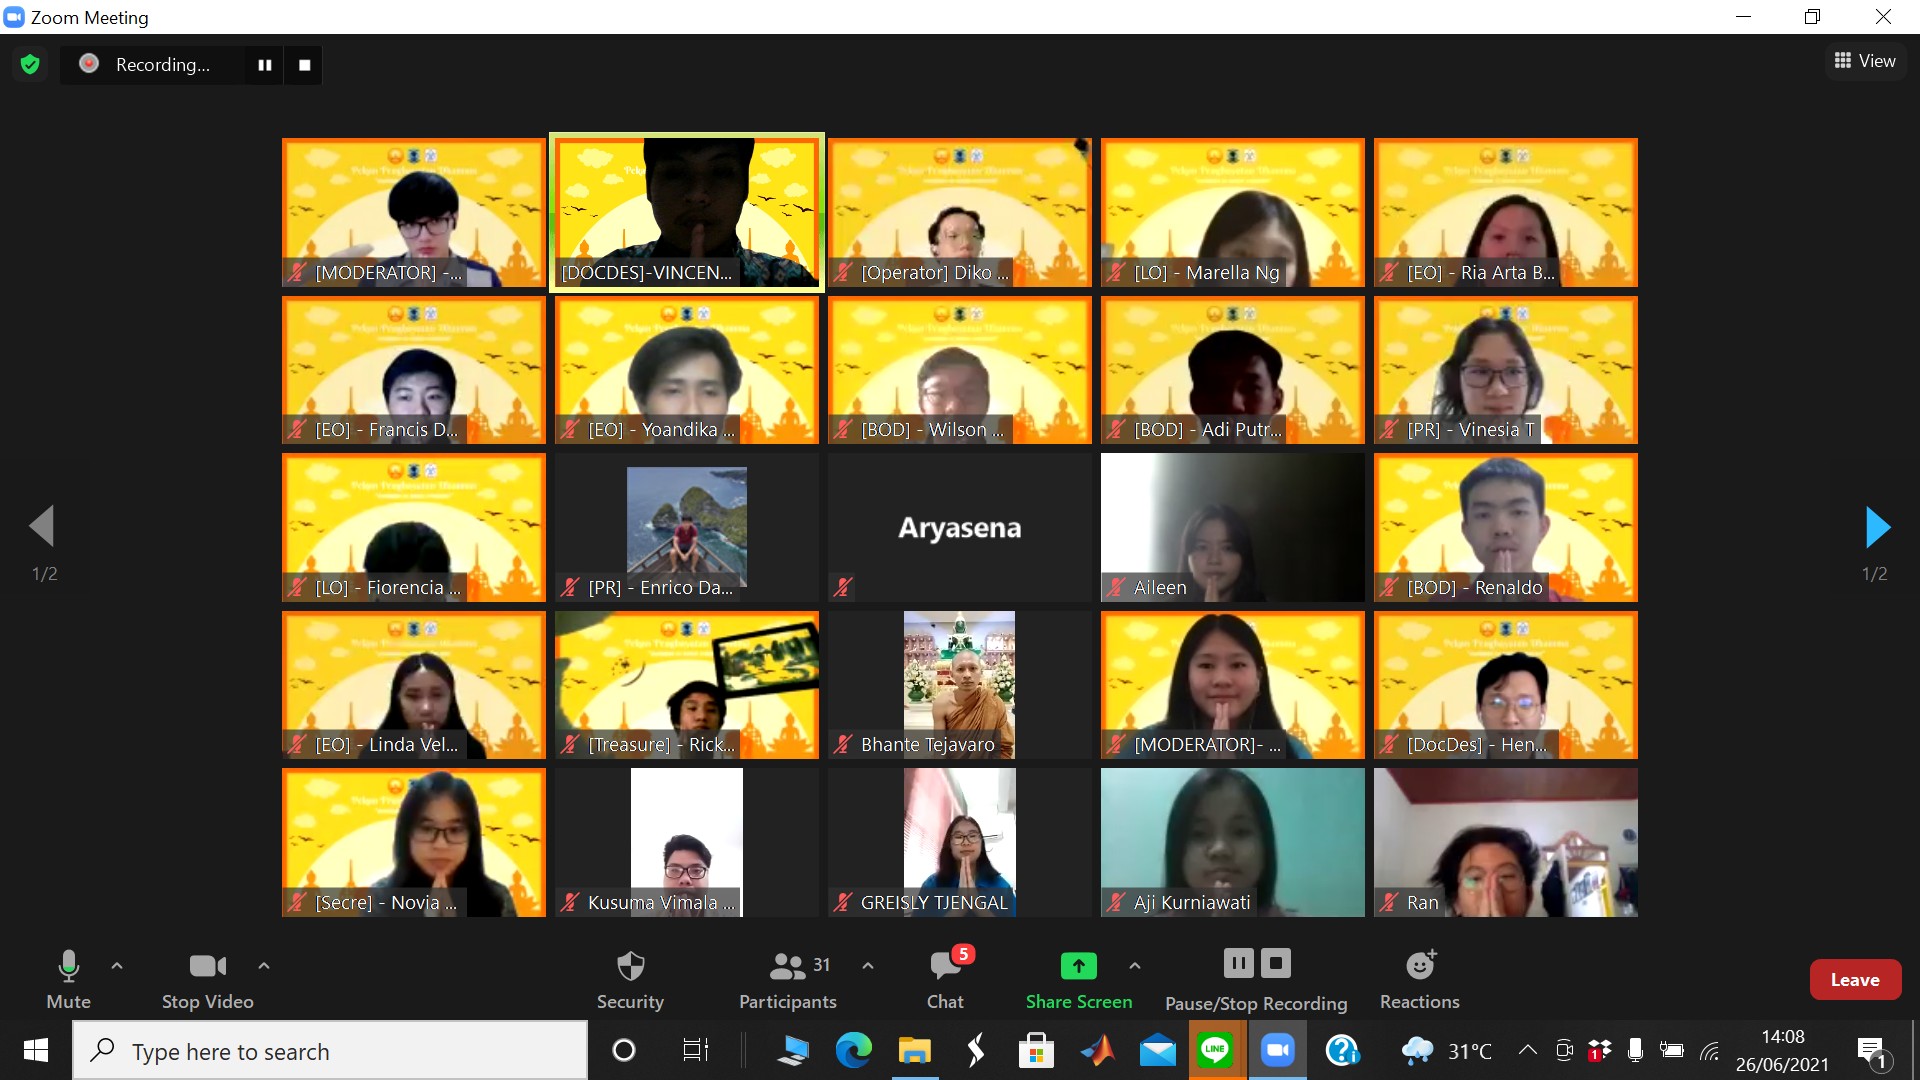 Zoom Meeting
Recording...
View
[MODERATOR] -...
[DOCDES]-VINCEN...
[Operator] Diko ...
[LO] - Marella Ng
[EO] - Ria Arta B...
[EO] - Francis D...
[EO] - Yoandika ...
[BOD] - Wilson ...
[BOD] - Adi Putr...
[PR] - Vinesia T
[LO] - Fiorencia ...
[PR] - Enrico Da...
Aryasena
Aileen
[BOD] - Renaldo
1/2
1/2
[EO] - Linda Vel...
[Treasure] - Rick...
Bhante Tejavaro
[MODERATOR]- ...
[DocDes] - Hen...
[Secre] - Novia ...
Kusuma Vimala ...
GREISLY TJENGAL
Aji Kurniawati
Ran
31
5
Mute
Stop Video
Security
Participants
Chat
Share Screen
Pause/Stop Recording
Reactions
Leave
Type here to search
LINE
31°C
1
14:08
26/06/2021
1